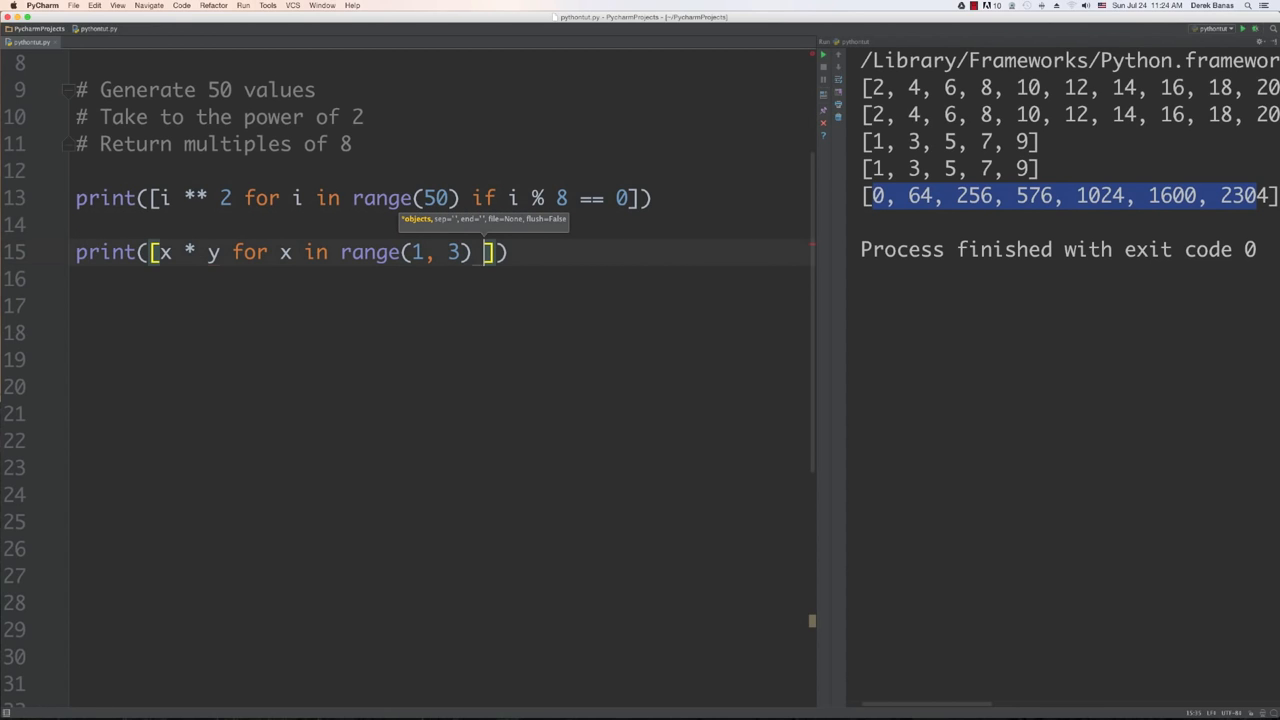 PyCharm File Edit View Navigate Code Refactor Run Tools VCS Window Help 10 Sun Jul 24 11:24 AM Derek Banas
pythontut.py - PyCharmProjects - [~/PycharmProjects]
PycharmProjects pythontut.py pythontut
pythontut.py
Run: pythontut
8
9 # Generate 50 values
10 # Take to the power of 2
11 # Return multiples of 8
12
13 print([i ** 2 for i in range(50) if i % 8 == 0])
*objects, sep=' ', end='', file=None, flush=False
14
15 print([x * y for x in range(1, 3) ])
16
17
18
19
20
21
22
23
24
25
26
27
28
29
30
31
/Library/Frameworks/Python.framewor
[2, 4, 6, 8, 10, 12, 14, 16, 18, 20
[2, 4, 6, 8, 10, 12, 14, 16, 18, 20
[1, 3, 5, 7, 9]
[1, 3, 5, 7, 9]
[0, 64, 256, 576, 1024, 1600, 2304]
Process finished with exit code 0
15:35 LF÷ UTF-8÷